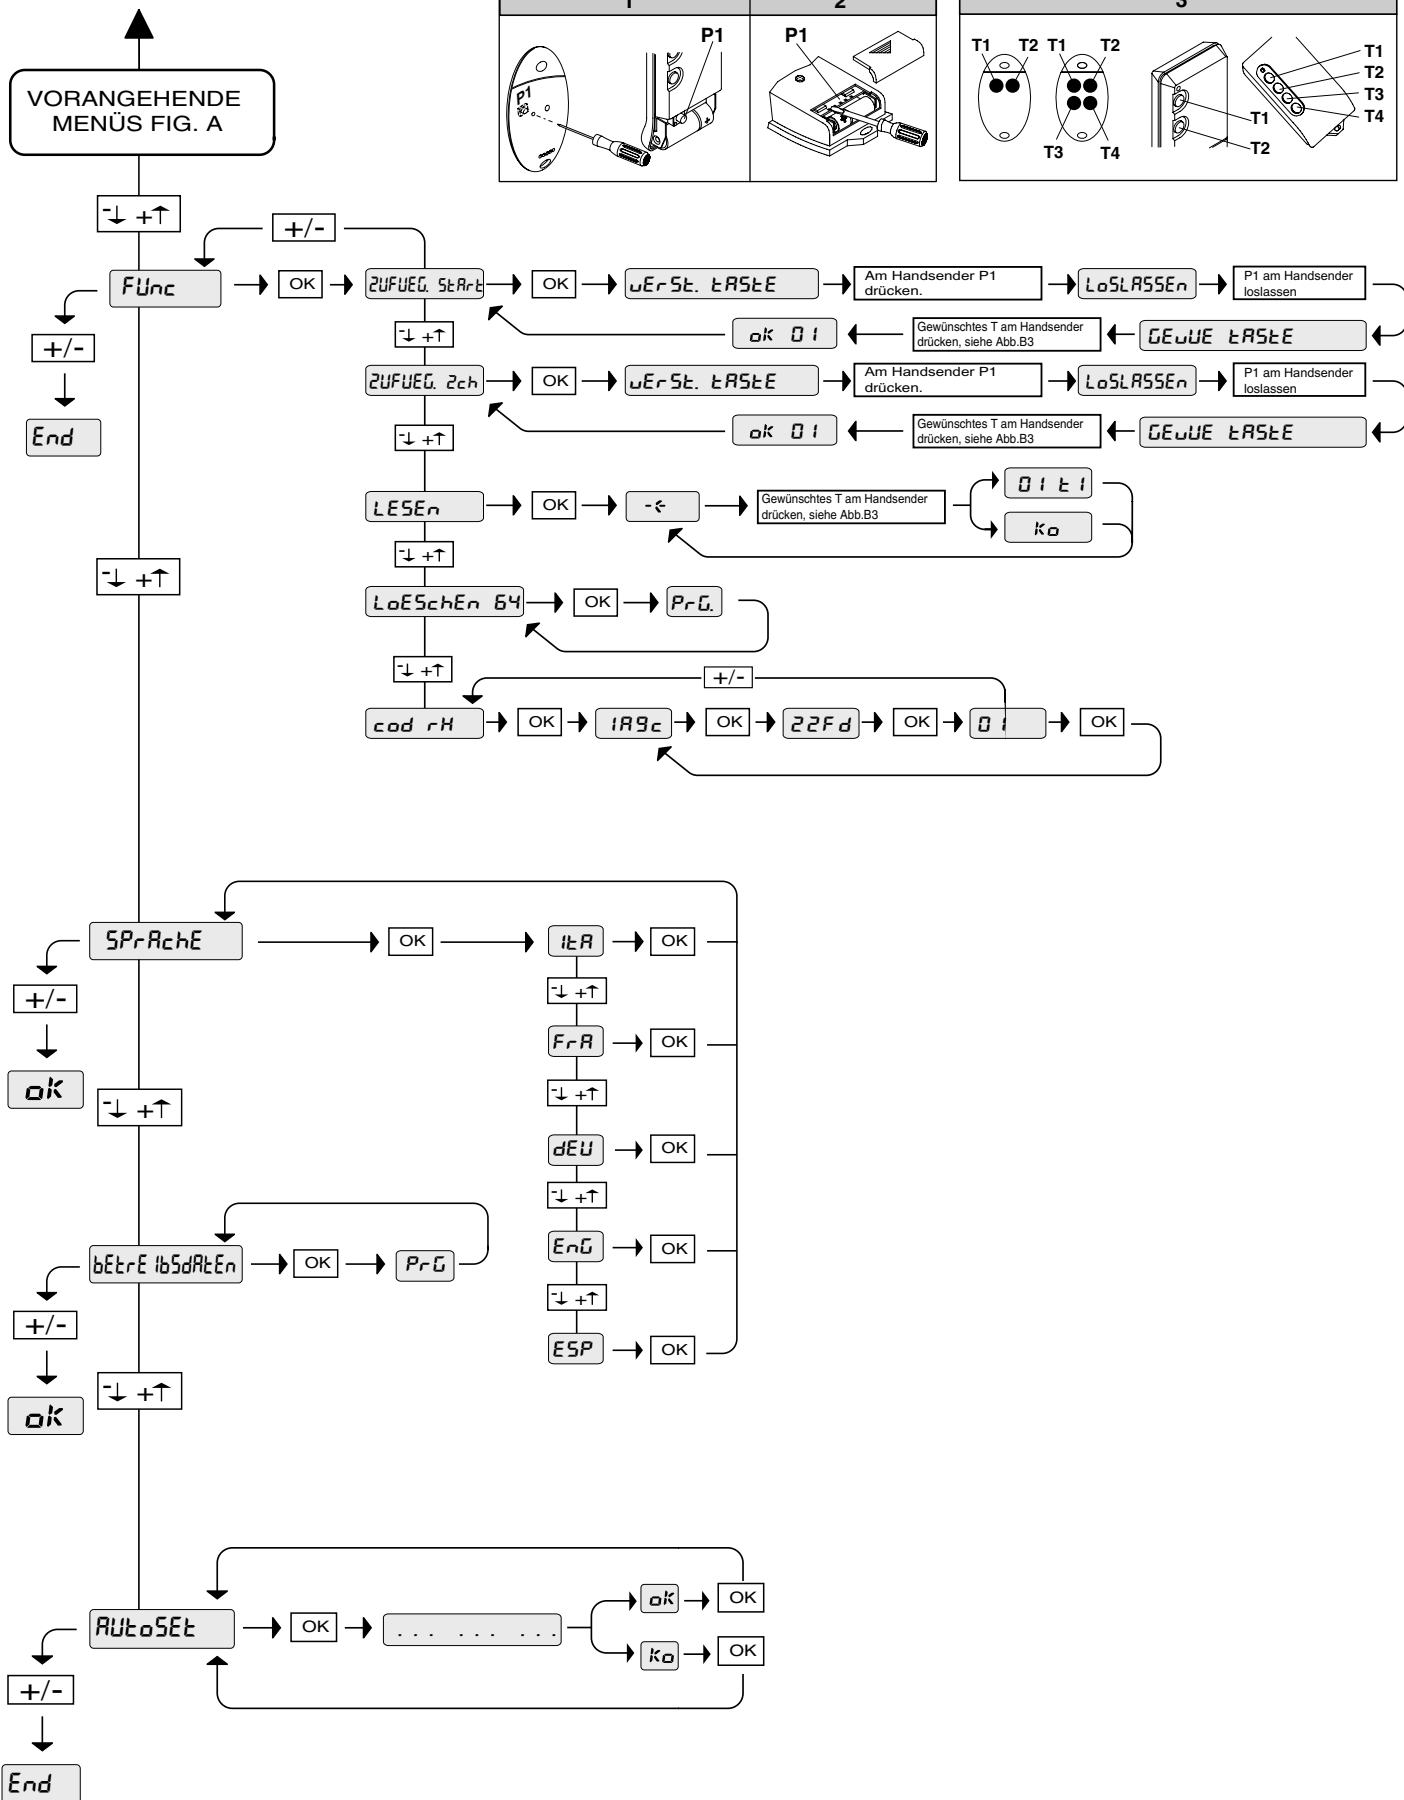 1
2
3
P1
P1
P1
T1
T2
T1
T2
T3
T4
T1
T2
T1
T2
T3
T4
VORANGEHENDE
MENÜS FIG. A
-↓ +↑
+/-
FUnc
OK
ZUFUEG. StArt
OK
vErSt. tAStE
Am Handsender P1
drücken.
LoSLASSEn
P1 am Handsender
loslassen
+/-
-↓ +↑
oK 01
Gewünschtes T am Handsender
drücken, siehe Abb.B3
GEwUE tAStE
ZUFUEG. 2ch
OK
vErSt. tAStE
Am Handsender P1
drücken.
LoSLASSEn
P1 am Handsender
loslassen
End
-↓ +↑
oK 01
Gewünschtes T am Handsender
drücken, siehe Abb.B3
GEwUE tAStE
LESEn
OK
Gewünschtes T am Handsender
drücken, siehe Abb.B3
01 t1
Ko
-↓ +↑
-↓ +↑
LoESchEn 64
OK
PrG.
-↓ +↑
+/-
cod rH
OK
1A9c
OK
22Fd
OK
01
OK
SPrAchE
OK
ItA
OK
+/-
-↓ +↑
FrA
OK
oK
-↓ +↑
-↓ +↑
dEU
OK
-↓ +↑
bEtrEIbSdAtEn
OK
PrG
EnG
OK
+/-
-↓ +↑
ESP
OK
oK
-↓ +↑
AUtoSEt
OK
... ... ...
oK
OK
Ko
OK
+/-
End